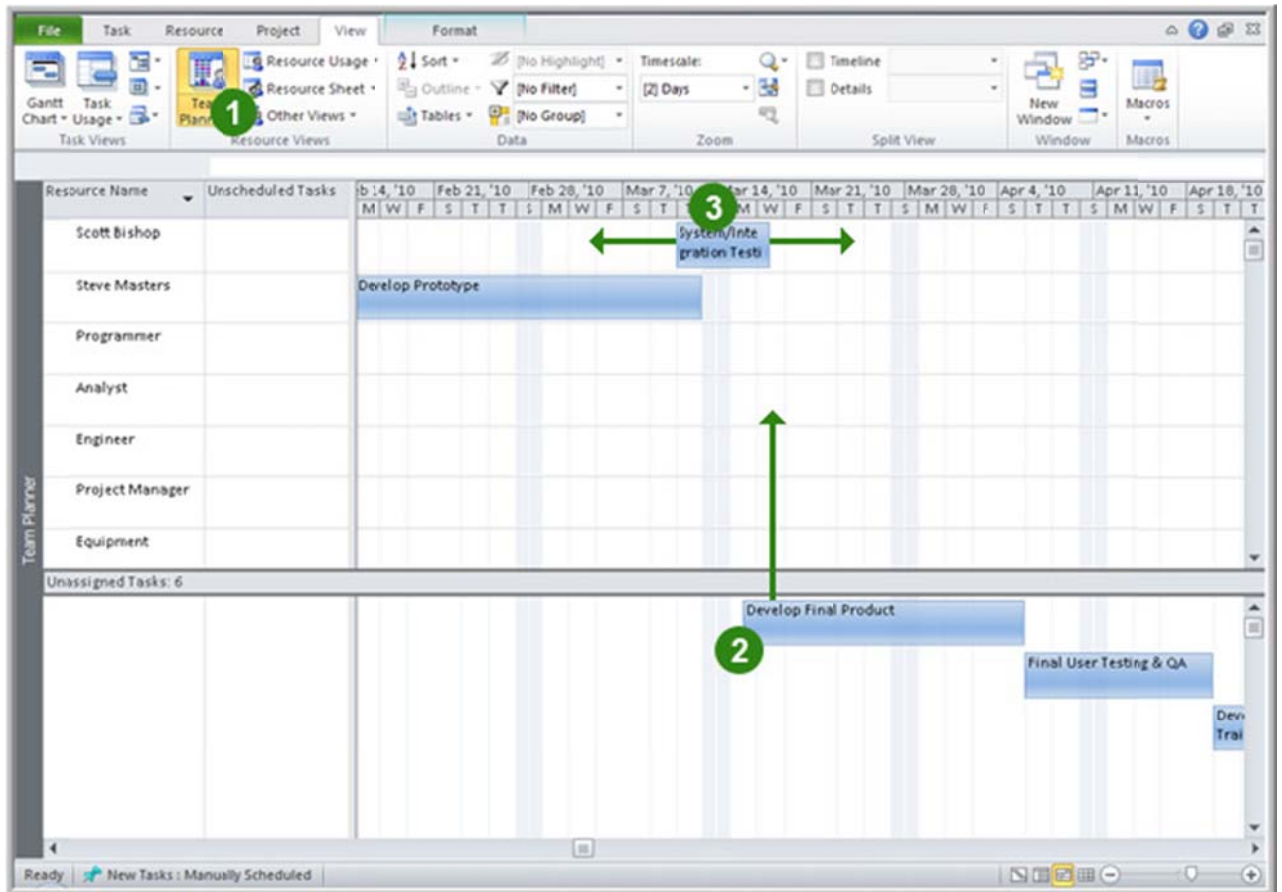 File Task Resource Project View Format
Gantt Chart Task Usage Team Planner Resource Usage Resource Sheet Other Views
Sort [No Highlight] Timescale: Timeline
Outline [No Filter] [2] Days Details
Tables [No Group] New Window Macros
1
Task Views Resource Views Data Zoom Split View Window Macros
Resource Name Unscheduled Tasks b 14, '10 Feb 21, '10 Feb 28, '10 Mar 7, '10 Mar 14, '10 Mar 21, '10 Mar 28, '10 Apr 4, '10 Apr 11, '10 Apr 18, '10
M W F S T T S M W F S T M W F S T T S M W F S T T S M W F S T T
3
Scott Bishop System/Inte
gration Testi
Steve Masters Develop Prototype
Programmer
Analyst
Engineer
Project Manager
Equipment
Team Planner
Unassigned Tasks: 6
Develop Final Product
2
Final User Testing & QA
Deve
Trai
Ready New Tasks : Manually Scheduled